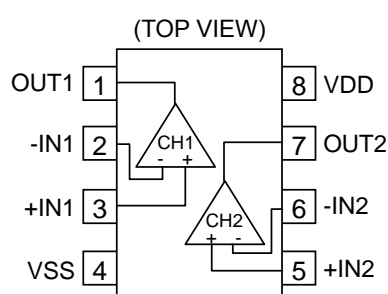 (TOP VIEW)
OUT1 1
8 VDD
CH1
- +
-IN1 2
7 OUT2
+IN1 3
6 -IN2
CH2
+ -
VSS 4
5 +IN2